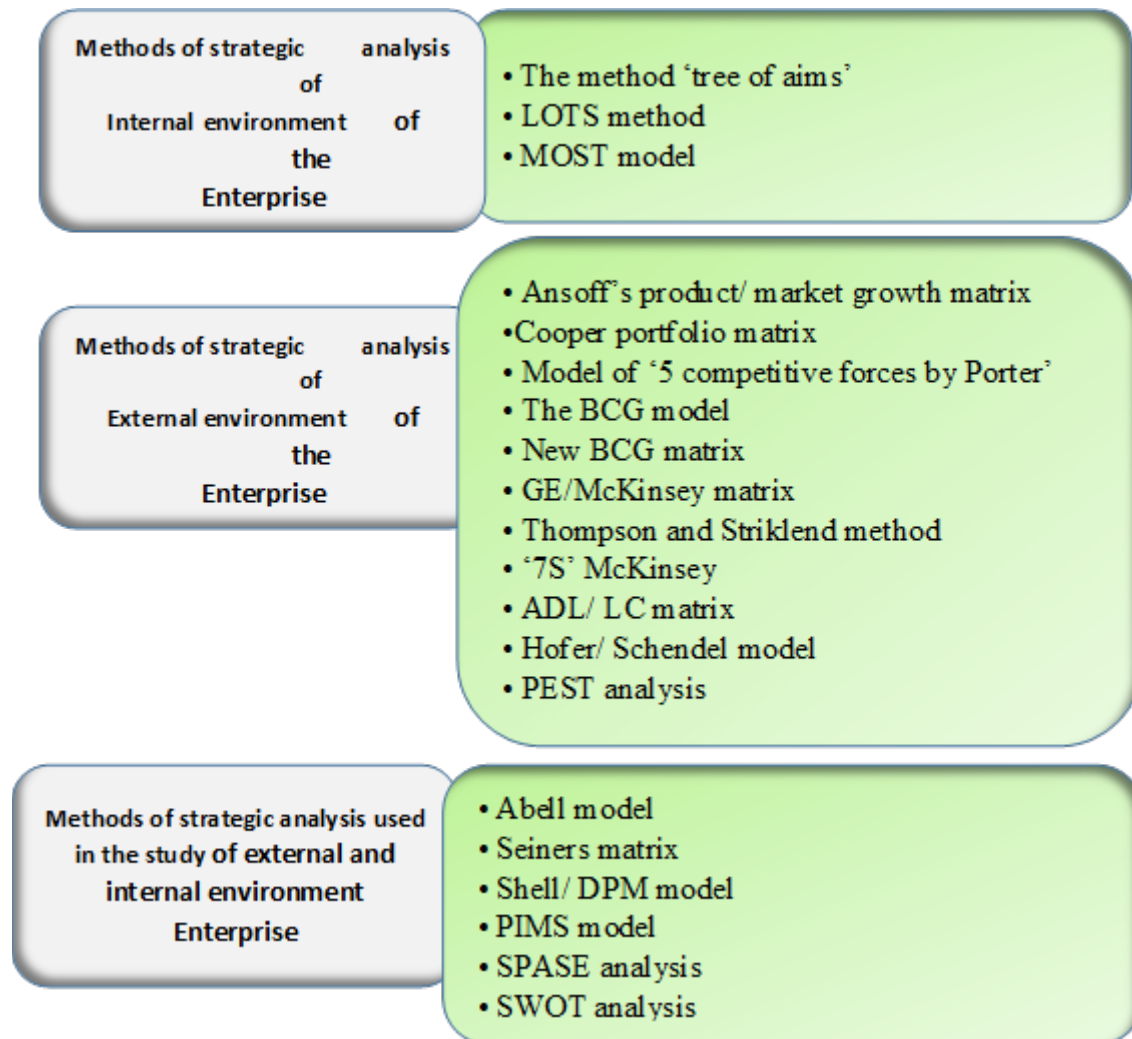 Methods of strategic analysis
of
Internal environment of
the
Enterprise
• The method ‘tree of aims’
• LOTS method
• MOST model
Methods of strategic analysis
of
External environment of
the
Enterprise
• Ansoff’s product/ market growth matrix
•Cooper portfolio matrix
• Model of ‘5 competitive forces by Porter’
• The BCG model
• New BCG matrix
• GE/McKinsey matrix
• Thompson and Striklend method
• ‘7S’ McKinsey
• ADL/ LC matrix
• Hofer/ Schendel model
• PEST analysis
Methods of strategic analysis used
in the study of external and
internal environment
Enterprise
• Abell model
• Seiners matrix
• Shell/ DPM model
• PIMS model
• SPASE analysis
• SWOT analysis